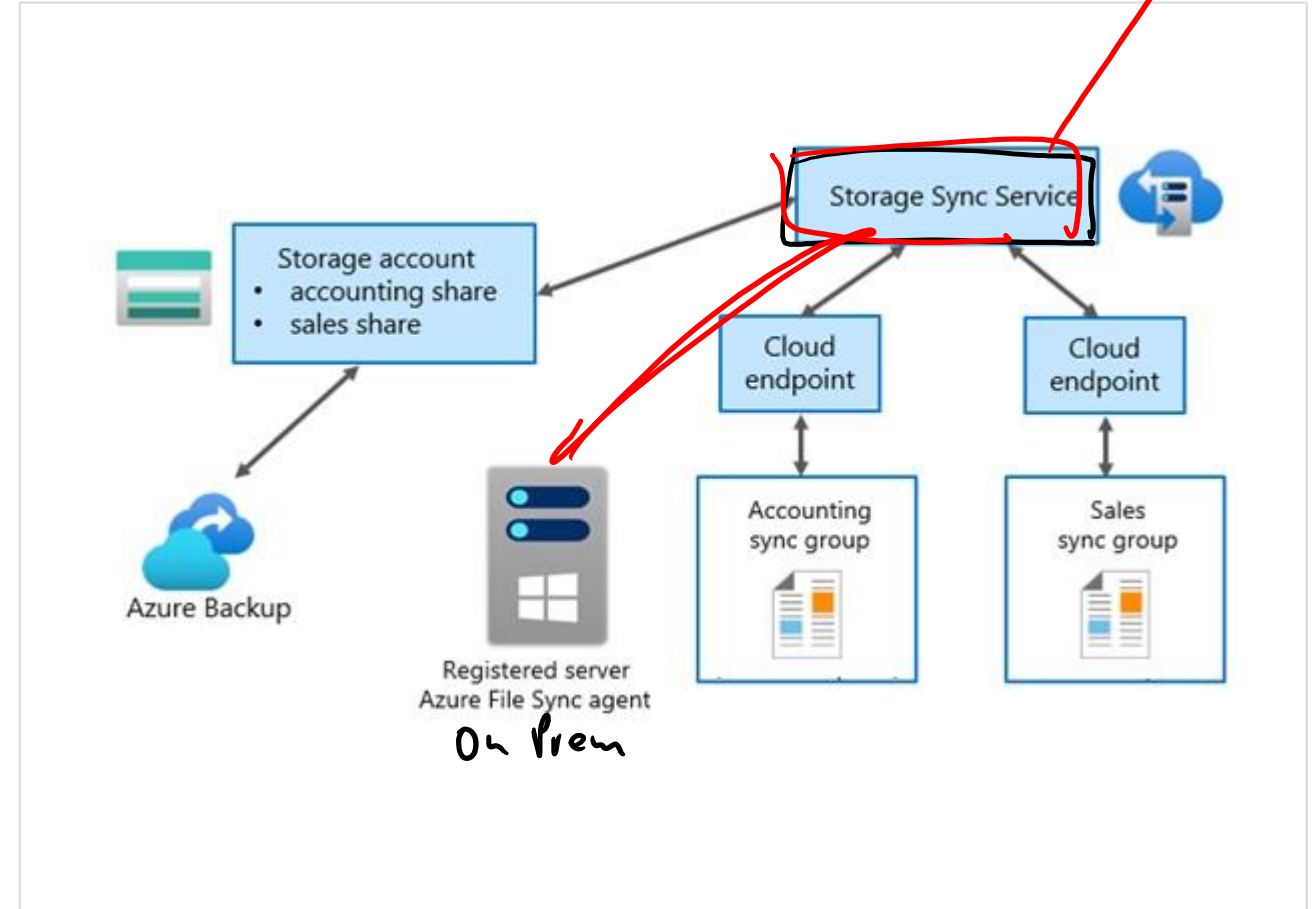 Storage Sync Service
Storage account
• accounting share
• sales share
Cloud
endpoint
Cloud
endpoint
Azure Backup
Registered server
Azure File Sync agent
On Prem
Accounting
sync group
Sales
sync group